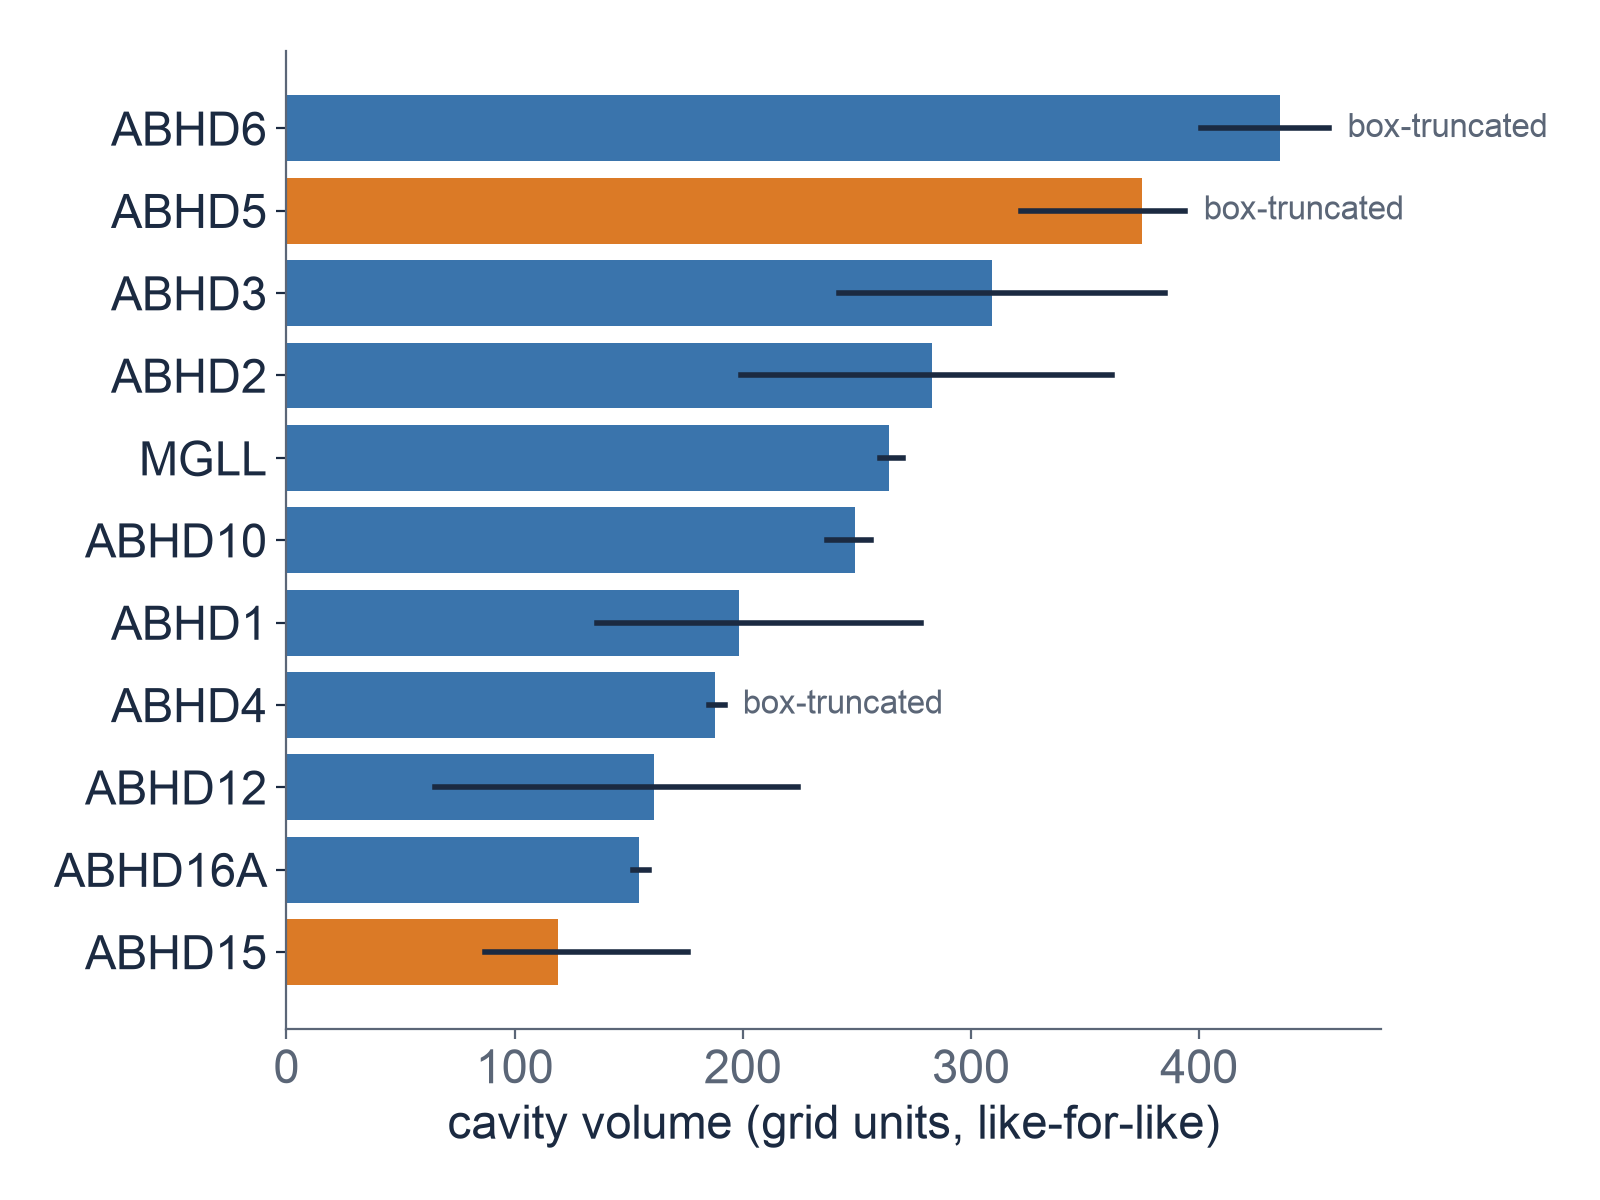 ABHD6 box-truncated
ABHD5 box-truncated
ABHD3
ABHD2
MGLL
ABHD10
ABHD1
ABHD4 box-truncated
ABHD12
ABHD16A
ABHD15
0 100 200 300 400
cavity volume (grid units, like-for-like)